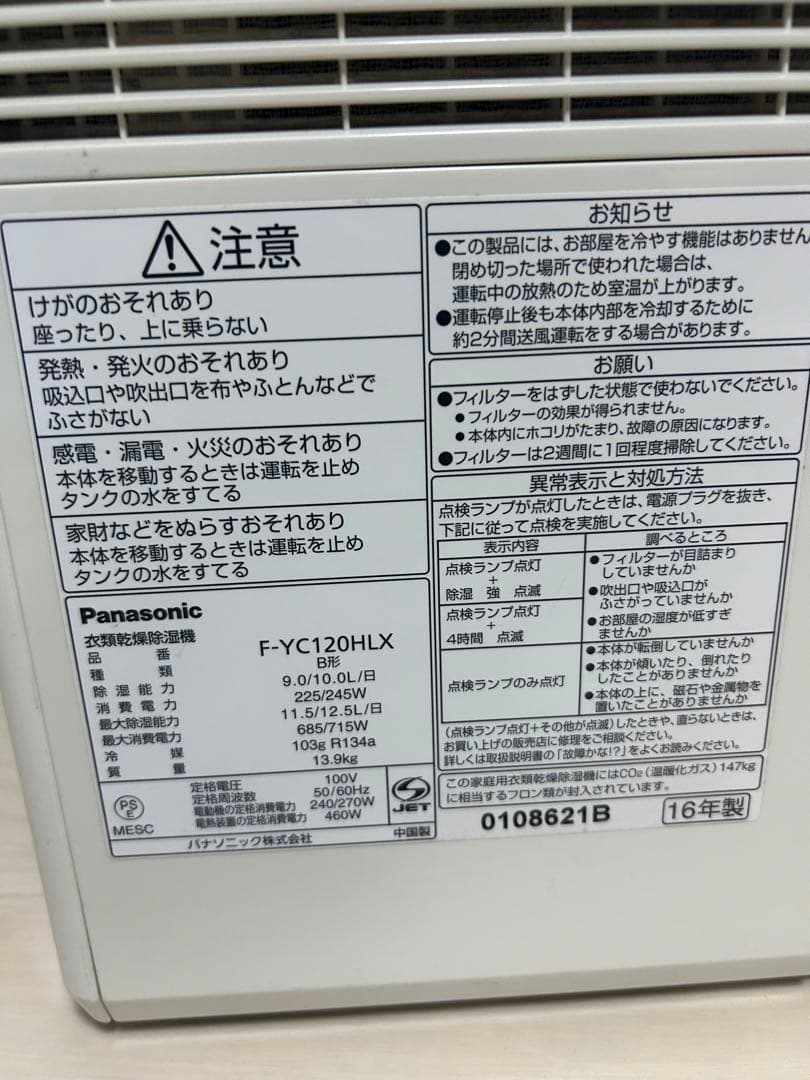 注意
けがのおそれあり
座ったり、上に乗らない
発熱・発火のおそれあり
吸込口や吹出口を布やふとんなどで
ふさがない
感電・漏電・火災のおそれあり
本体を移動するときは運転を止め
タンクの水をすてる
家財などをぬらすおそれあり
本体を移動するときは運転を止め
タンクの水をすてる
Panasonic
衣類乾燥除湿機
品番 F-YC120HLX
種類 B形
除湿能力 9.0/10.0L/日
消費電力 225/245W
最大除湿能力 11.5/12.5L/日
最大消費電力 685/715W
冷媒 103g R134a
質量 13.9kg
定格電圧 100V
定格周波数 50/60Hz
電動機の定格消費電力 240/270W
電熱装置の定格消費電力 460W
PSE
MESC
S JET
パナソニック株式会社 中国製
お知らせ
●この製品には、お部屋を冷やす機能はありません
閉め切った場所で使われた場合は、
運転中の放熱のため室温が上がります。
●運転停止後も本体内部を冷却するために
約2分間送風運転をする場合があります。
お願い
●フィルターをはずした状態で使わないでください。
●フィルターの効果が得られません。
●本体内にホコリがたまり、故障の原因になります。
●フィルターは2週間に1回程度掃除してください。
異常表示と対処方法
点検ランプが点灯したときは、電源プラグを抜き、
下記に従って点検を実施してください。
表示内容 調べるところ
点検ランプ点灯
+
除湿 強 点滅
●フィルターが目詰まり
していませんか
●吹出口や吸込口が
ふさがっていませんか
点検ランプ点灯
+
4時間 点滅
●お部屋の湿度が低すぎ
ませんか
点検ランプのみ点灯
●本体が転倒していませんか
●本体が傾いたり、倒れたり
したことがありませんか
●本体の上に、磁石や金属物を
置いたことがありませんか
(点検ランプ点灯+その他が点滅)したときや、直らないときは、
お買い上げの販売店に修理をご相談ください。
詳しくは取扱説明書の「故障かな!?」をよくお読みください。
この家庭用衣類乾燥除湿機にはCO₂(温暖化ガス)147kg
に相当するフロン類が封入されています。
0108621B 16年製